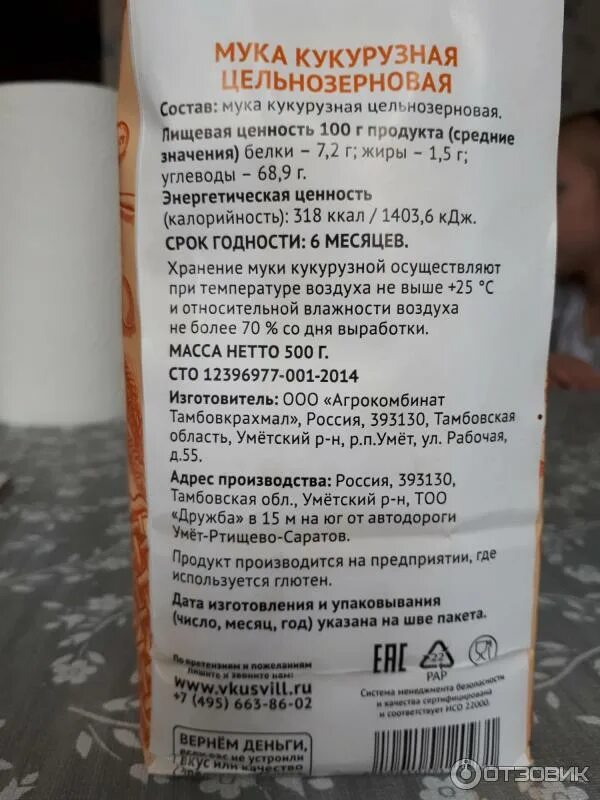 МУКА КУКУРУЗНАЯ
ЦЕЛЬНОЗЕРНОВАЯ
Состав: мука кукурузная цельнозерновая.
Пищевая ценность 100 г продукта (средние
значения) белки – 7,2 г; жиры – 1,5 г;
углеводы – 68,9 г.
Энергетическая ценность
(калорийность): 318 ккал / 1403,6 кДж.
СРОК ГОДНОСТИ: 6 МЕСЯЦЕВ.
Хранение муки кукурузной осуществляют
при температуре воздуха не выше +25 °C
и относительной влажности воздуха
не более 70 % со дня выработки.
МАССА НЕТТО 500 Г.
СТО 12396977-001-2014
Изготовитель: ООО «Агрокомбинат
Тамбовкрахмал», Россия, 393130, Тамбовская
область, Умётский р-н, р.п.Умёт, ул. Рабочая,
д.55.
Адрес производства: Россия, 393130,
Тамбовская обл., Умётский р-н, ТОО
«Дружба» в 15 м на юг от автодороги
Умёт-Ртищево-Саратов.
Продукт производится на предприятии, где
используется глютен.
Дата изготовления и упаковывания
(число, месяц, год) указана на шве пакета.
По претензиям и пожеланиям
пишите и звоните нам:
www.vkusvill.ru
+7 (495) 663-86-02
ЕАС
22
PAP
Система менеджмента безопасности
и качества сертифицирована
и соответствует ИСО 22000.
ВЕРНЁМ ДЕНЬГИ,
если вас не устроили
вкус или качество
ОТЗОВИК